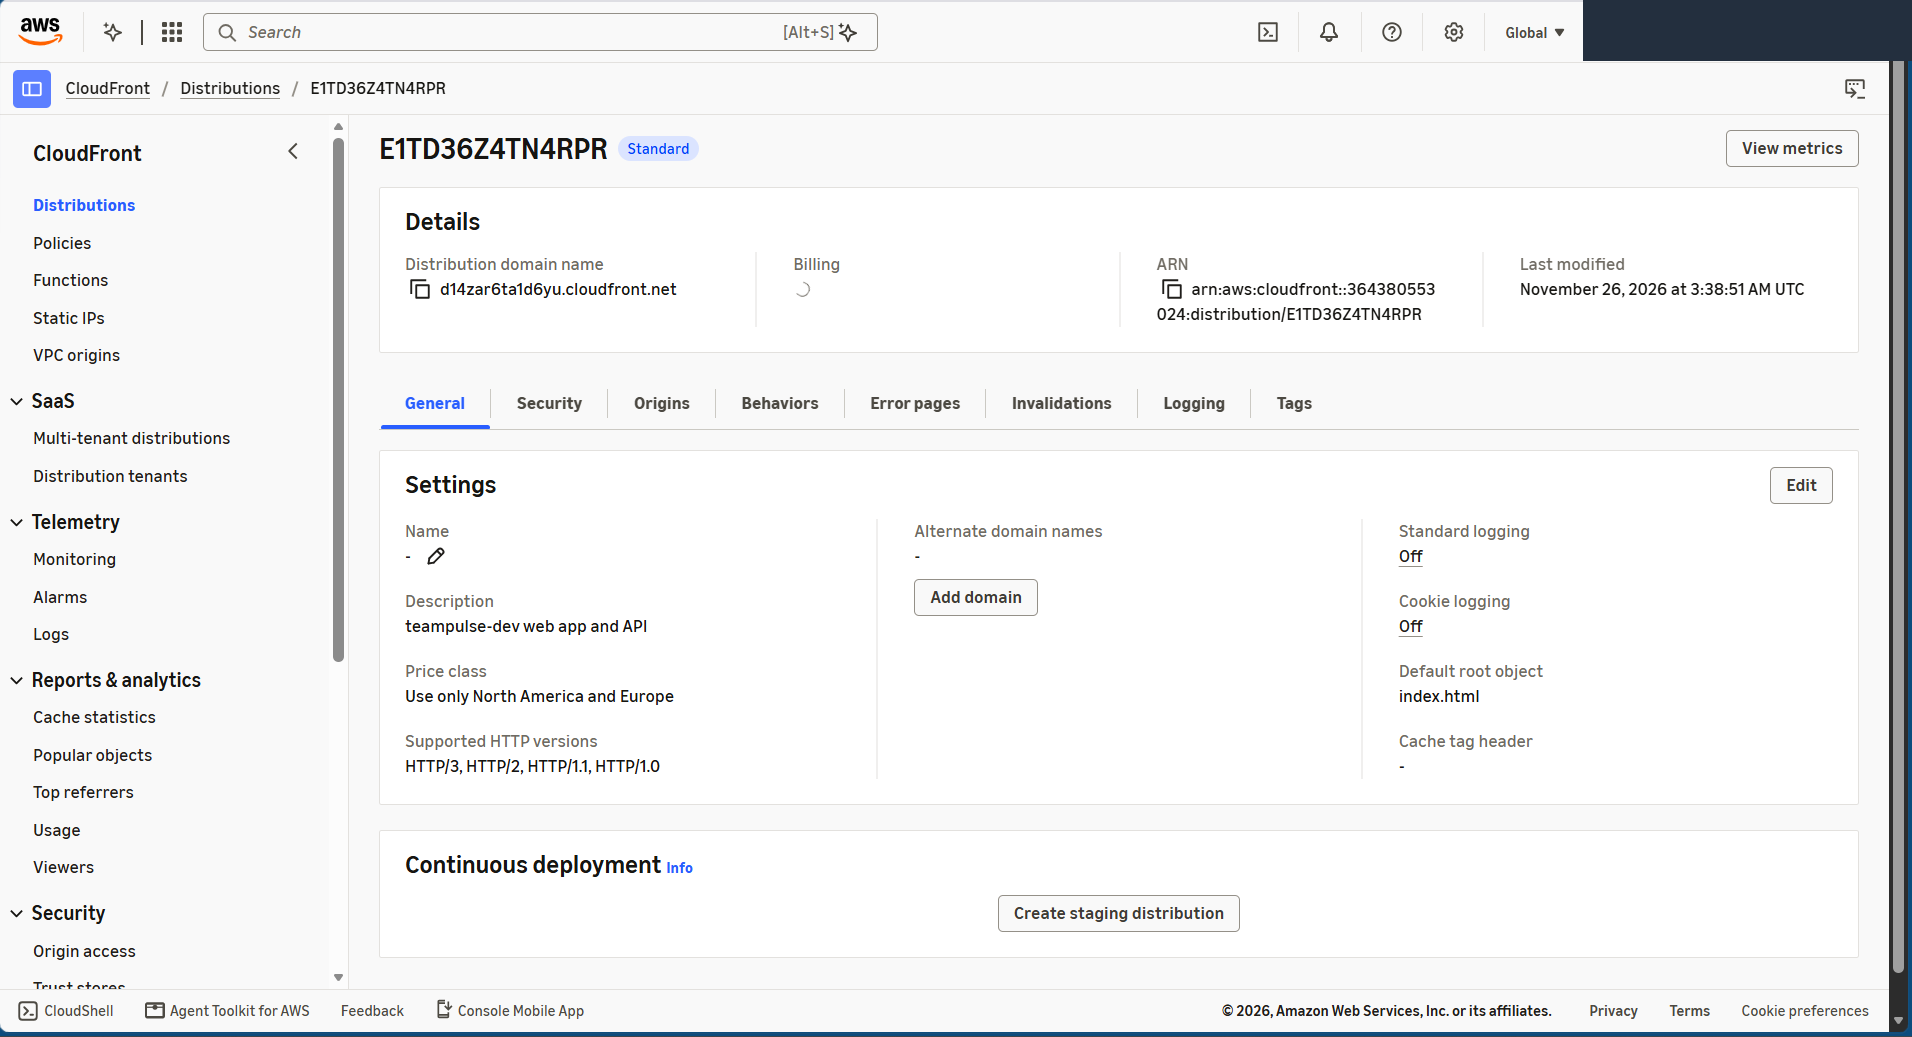 aws
Search
[Alt+S]
Global
CloudFront / Distributions / E1TD36Z4TN4RPR
CloudFront
Distributions
Policies
Functions
Static IPs
VPC origins
SaaS
Multi-tenant distributions
Distribution tenants
Telemetry
Monitoring
Alarms
Logs
Reports & analytics
Cache statistics
Popular objects
Top referrers
Usage
Viewers
Security
Origin access
Trust stores
E1TD36Z4TN4RPR
Standard
View metrics
Details
Distribution domain name
d14zar6ta1d6yu.cloudfront.net
Billing
ARN
arn:aws:cloudfront::364380553
024:distribution/E1TD36Z4TN4RPR
Last modified
November 26, 2026 at 3:38:51 AM UTC
General
Security
Origins
Behaviors
Error pages
Invalidations
Logging
Tags
Settings
Edit
Name
-
Description
teampulse-dev web app and API
Price class
Use only North America and Europe
Supported HTTP versions
HTTP/3, HTTP/2, HTTP/1.1, HTTP/1.0
Alternate domain names
-
Add domain
Standard logging
Off
Cookie logging
Off
Default root object
index.html
Cache tag header
-
Continuous deployment Info
Create staging distribution
CloudShell
Agent Toolkit for AWS
Feedback
Console Mobile App
© 2026, Amazon Web Services, Inc. or its affiliates.
Privacy
Terms
Cookie preferences